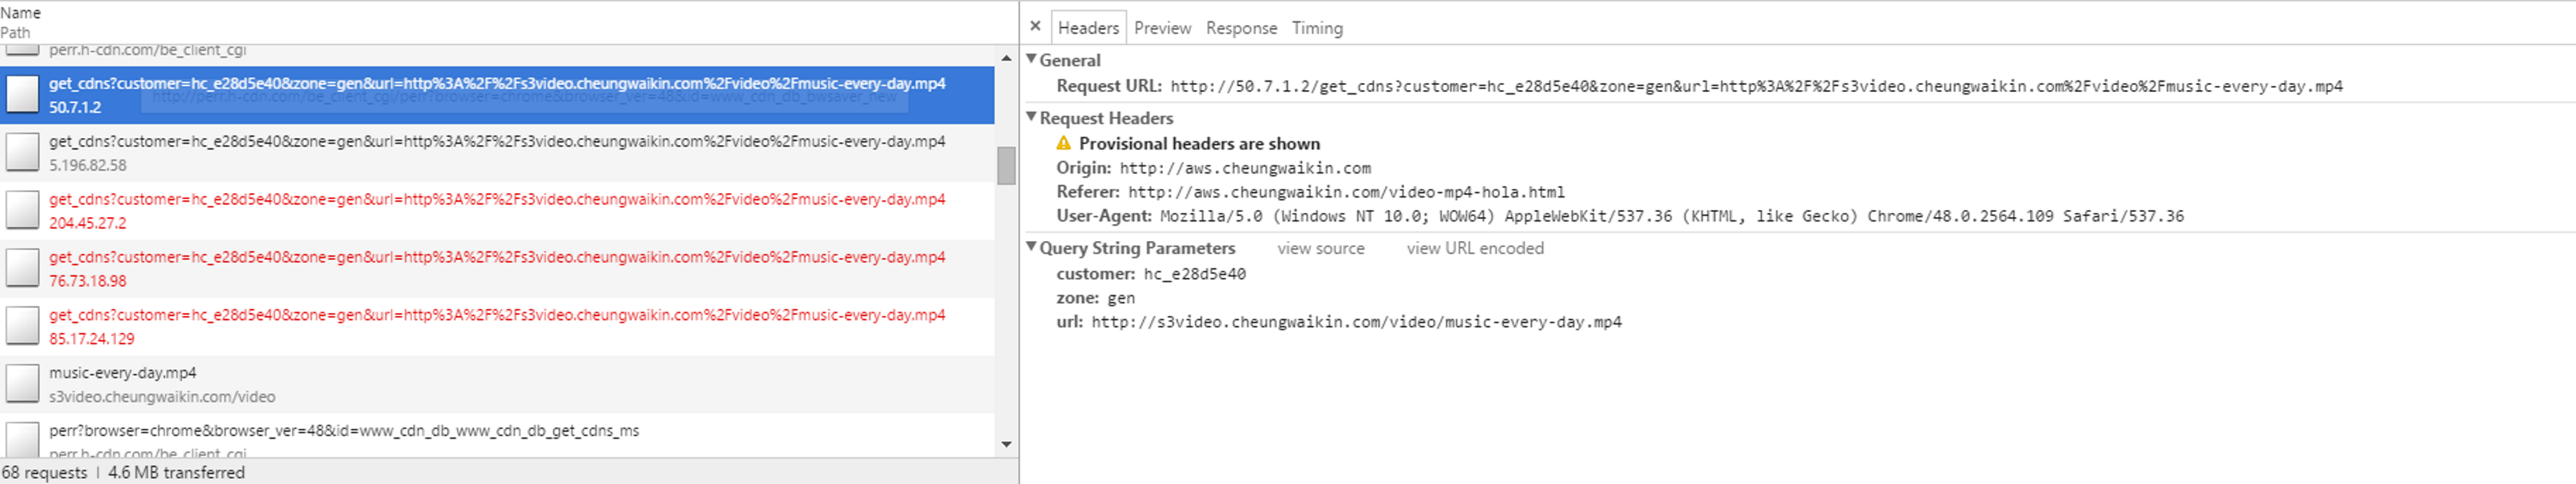 Name
Path
perr.h-cdn.com/be_client_cgi
get_cdns?customer=hc_e28d5e40&zone=gen&url=http%3A%2F%2Fs3video.cheungwaikin.com%2Fvideo%2Fmusic-every-day.mp4
http://perr.h-cdn.com/be_client_cgi/perr?browser=chrome&browser_ver=48&id=www_cdn_db_bwsaver_new
50.7.1.2
get_cdns?customer=hc_e28d5e40&zone=gen&url=http%3A%2F%2Fs3video.cheungwaikin.com%2Fvideo%2Fmusic-every-day.mp4
5.196.82.58
get_cdns?customer=hc_e28d5e40&zone=gen&url=http%3A%2F%2Fs3video.cheungwaikin.com%2Fvideo%2Fmusic-every-day.mp4
204.45.27.2
get_cdns?customer=hc_e28d5e40&zone=gen&url=http%3A%2F%2Fs3video.cheungwaikin.com%2Fvideo%2Fmusic-every-day.mp4
76.73.18.98
get_cdns?customer=hc_e28d5e40&zone=gen&url=http%3A%2F%2Fs3video.cheungwaikin.com%2Fvideo%2Fmusic-every-day.mp4
85.17.24.129
music-every-day.mp4
s3video.cheungwaikin.com/video
perr?browser=chrome&browser_ver=48&id=www_cdn_db_www_cdn_db_get_cdns_ms
perr.h-cdn.com/be_client_cgi
68 requests | 4.6 MB transferred
× Headers Preview Response Timing
General
Request URL: http://50.7.1.2/get_cdns?customer=hc_e28d5e40&zone=gen&url=http%3A%2F%2Fs3video.cheungwaikin.com%2Fvideo%2Fmusic-every-day.mp4
Request Headers
Provisional headers are shown
Origin: http://aws.cheungwaikin.com
Referer: http://aws.cheungwaikin.com/video-mp4-hola.html
User-Agent: Mozilla/5.0 (Windows NT 10.0; WOW64) AppleWebKit/537.36 (KHTML, like Gecko) Chrome/48.0.2564.109 Safari/537.36
Query String Parameters view source view URL encoded
customer: hc_e28d5e40
zone: gen
url: http://s3video.cheungwaikin.com/video/music-every-day.mp4